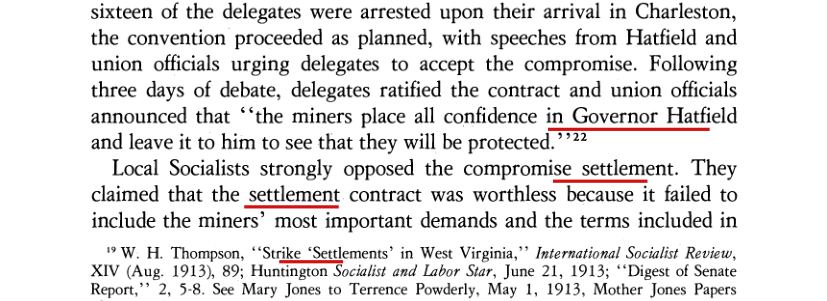 sixteen of the delegates were arrested upon their arrival in Charleston,
the convention proceeded as planned, with speeches from Hatfield and
union officials urging delegates to accept the compromise. Following
three days of debate, delegates ratified the contract and union officials
announced that ‘‘the miners place all confidence in Governor Hatfield
and leave it to him to see that they will be protected.’’22
Local Socialists strongly opposed the compromise settlement. They
claimed that the settlement contract was worthless because it failed to
include the miners’ most important demands and the terms included in
19 W. H. Thompson, ‘‘Strike ‘Settlements’ in West Virginia,’’ International Socialist Review,
XIV (Aug. 1913), 89; Huntington Socialist and Labor Star, June 21, 1913; ‘‘Digest of Senate
Report,’’ 2, 5-8. See Mary Jones to Terrence Powderly, May 1, 1913, Mother Jones Papers